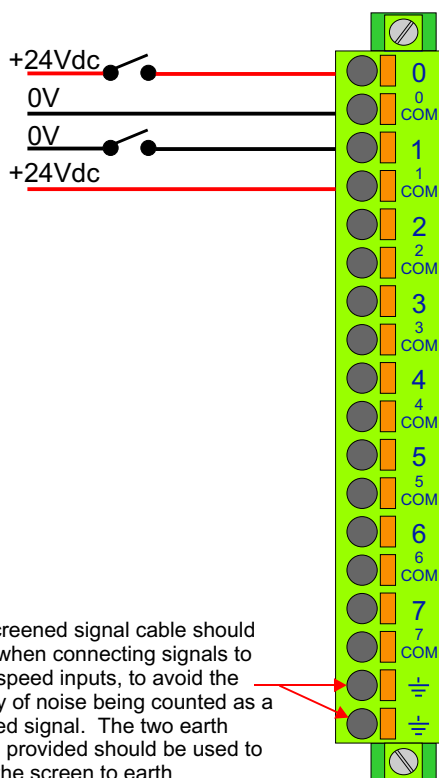 +24Vdc
0V
0V
+24Vdc
0
0
COM
1
1
COM
2
2
COM
3
3
COM
4
4
COM
5
5
COM
6
6
COM
7
7
COM
signal cable should
when connecting signals to
speed inputs, to avoid the
of noise being counted as a
signal. The two earth
provided should be used to
the screen to earth